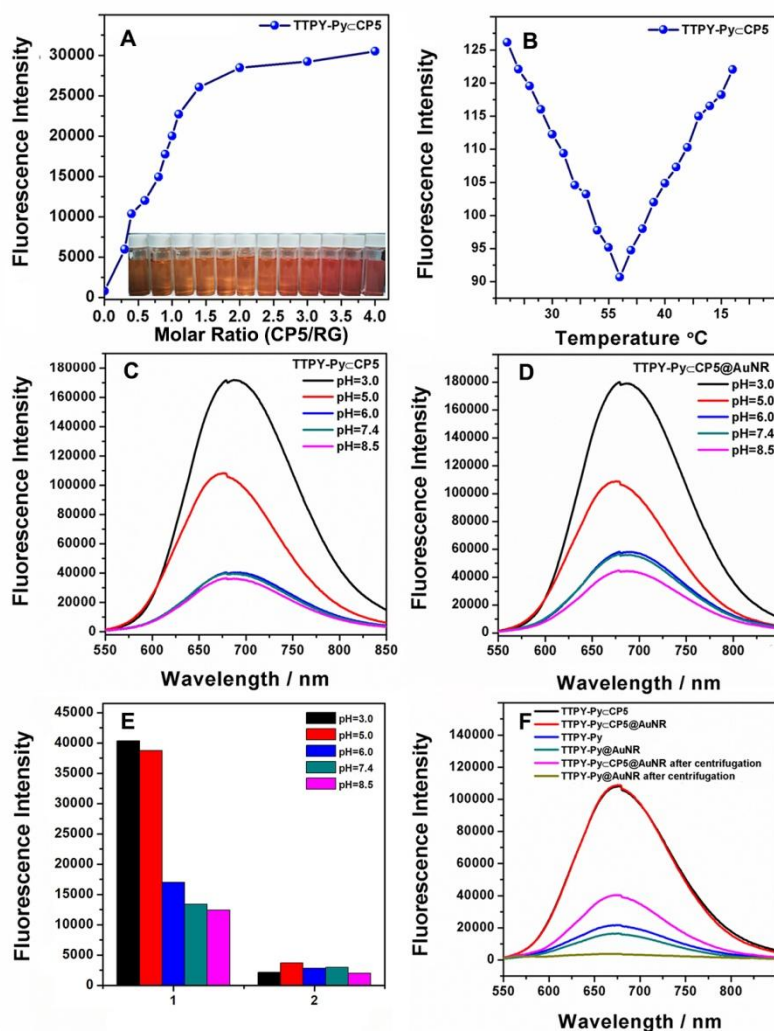 A
TTPY-Py⊂CP5
Fluorescence Intensity
30000
25000
20000
15000
10000
5000
0
0.0 0.5 1.0 1.5 2.0 2.5 3.0 3.5 4.0
Molar Ratio (CP5/RG)
B
TTPY-Py⊂CP5
Fluorescence Intensity
125
120
115
110
105
100
95
90
30 55 40 15
Temperature °C
C
TTPY-Py⊂CP5
pH=3.0
pH=5.0
pH=6.0
pH=7.4
pH=8.5
Fluorescence Intensity
180000
160000
140000
120000
100000
80000
60000
40000
20000
0
550 600 650 700 750 800 850
Wavelength / nm
D
TTPY-Py⊂CP5@AuNR
pH=3.0
pH=5.0
pH=6.0
pH=7.4
pH=8.5
Fluorescence Intensity
180000
160000
140000
120000
100000
80000
60000
40000
20000
0
550 600 650 700 750 800
Wavelength / nm
E
pH=3.0
pH=5.0
pH=6.0
pH=7.4
pH=8.5
Fluorescence Intensity
45000
40000
35000
30000
25000
20000
15000
10000
5000
0
1 2
F
TTPY-Py⊂CP5
TTPY-Py⊂CP5@AuNR
TTPY-Py
TTPY-Py@AuNR
TTPY-Py⊂CP5@AuNR after centrifugation
TTPY-Py@AuNR after centrifugation
Fluorescence Intensity
140000
120000
100000
80000
60000
40000
20000
0
550 600 650 700 750 800
Wavelength / nm